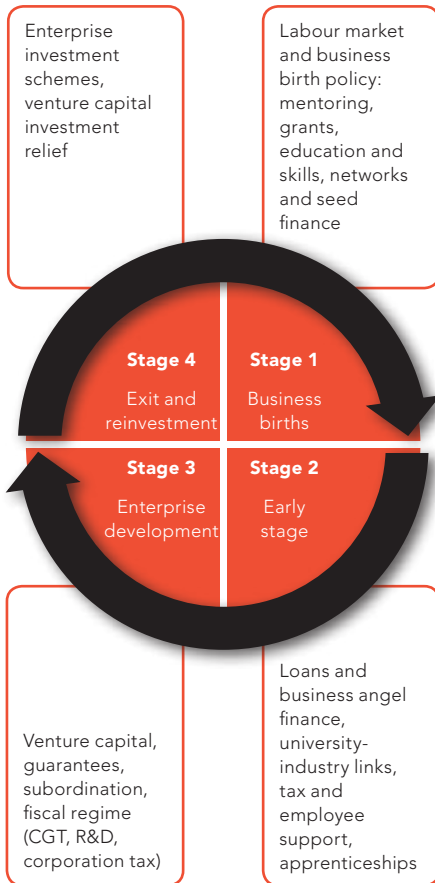 Enterprise
investment
schemes,
venture capital
investment
relief
Labour market
and business
birth policy:
mentoring,
grants,
education and
skills, networks
and seed
finance
Stage 4
Exit and
reinvestment
Stage 1
Business
births
Stage 3
Enterprise
development
Stage 2
Early
stage
Venture capital,
guarantees,
subordination,
fiscal regime
(CGT, R&D,
corporation tax)
Loans and
business angel
finance,
university-
industry links,
tax and
employee
support,
apprenticeships